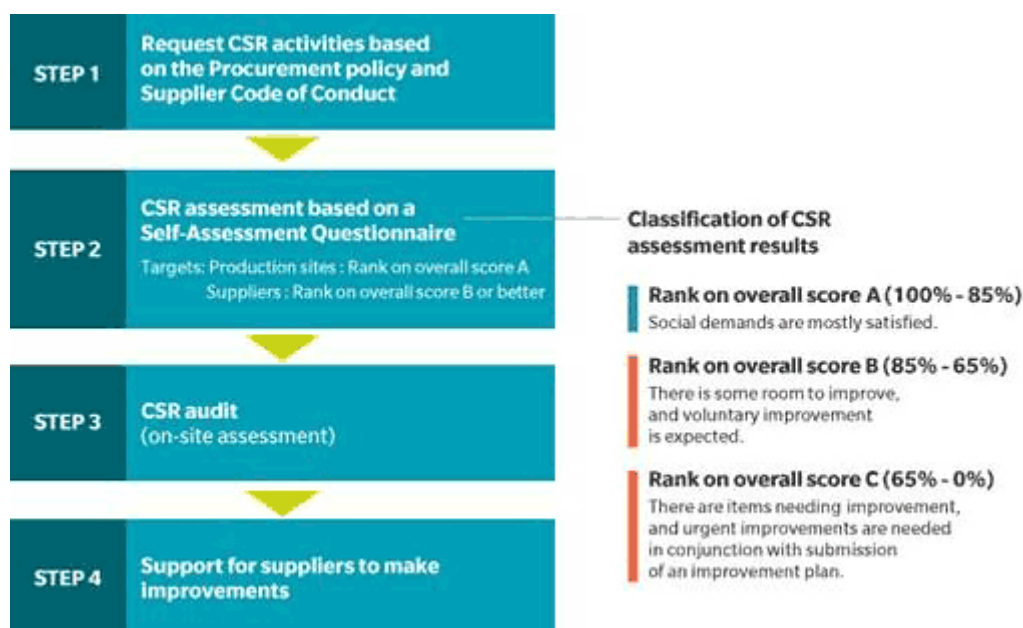 STEP 1
Request CSR activities based
on the Procurement policy and
Supplier Code of Conduct
STEP 2
CSR assessment based on a
Self-Assessment Questionnaire
Targets: Production sites : Rank on overall score A
Suppliers : Rank on overall score B or better
Classification of CSR
assessment results
Rank on overall score A (100% - 85%)
Social demands are mostly satisfied.
Rank on overall score B (85% - 65%)
There is some room to improve,
and voluntary improvement
is expected.
Rank on overall score C (65% - 0%)
There are items needing improvement,
and urgent improvements are needed
in conjunction with submission
of an improvement plan.
STEP 3
CSR audit
(on-site assessment)
STEP 4
Support for suppliers to make
improvements